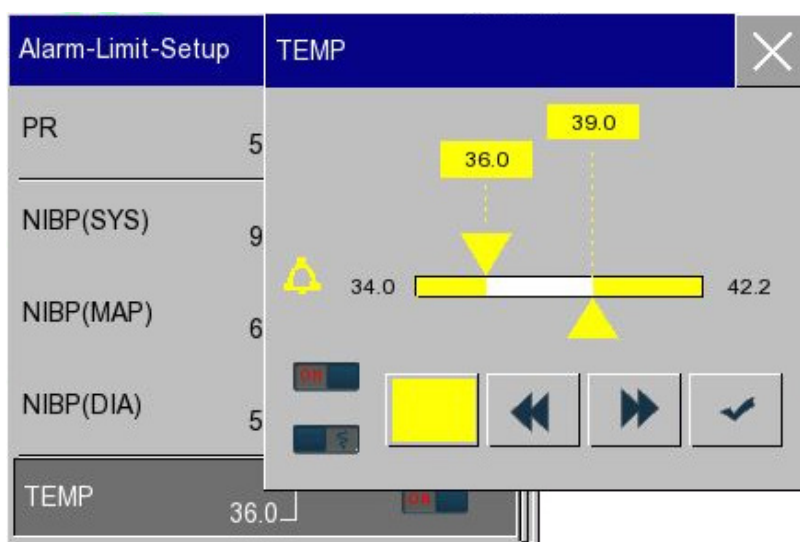 Alarm-Limit-Setup
PR
5
NIBP(SYS)
9
NIBP(MAP)
6
NIBP(DIA)
5
TEMP
36.0
ON
TEMP
39.0
36.0
34.0
42.2
ON